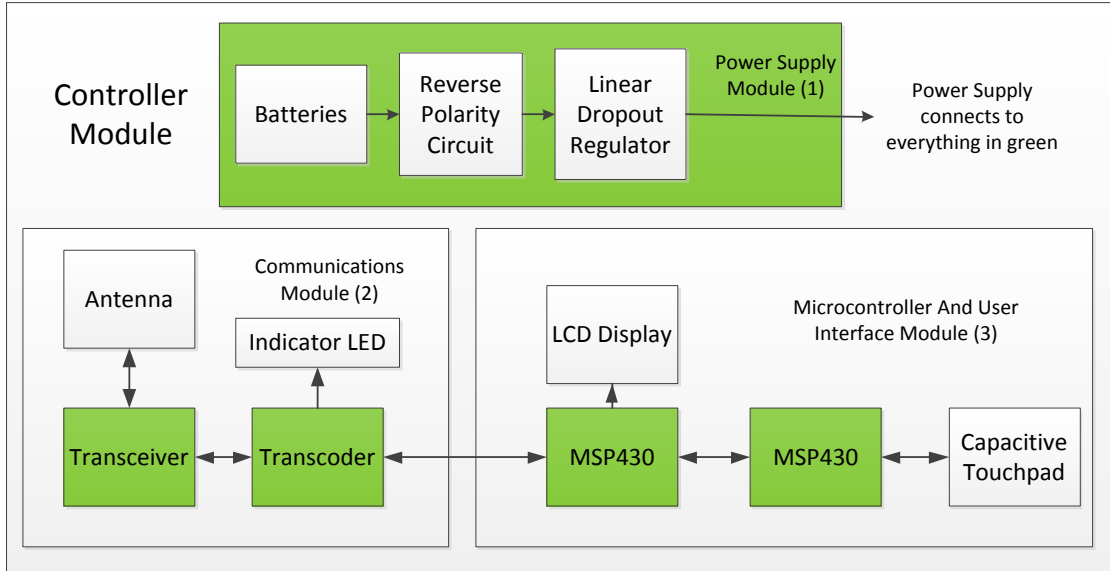 Controller
Module
Batteries
Reverse
Polarity
Circuit
Linear
Dropout
Regulator
Power Supply
Module (1)
Power Supply
connects to
everything in green
Antenna
Communications
Module (2)
Indicator LED
Transceiver
Transcoder
LCD Display
Microcontroller And User
Interface Module (3)
MSP430
MSP430
Capacitive
Touchpad